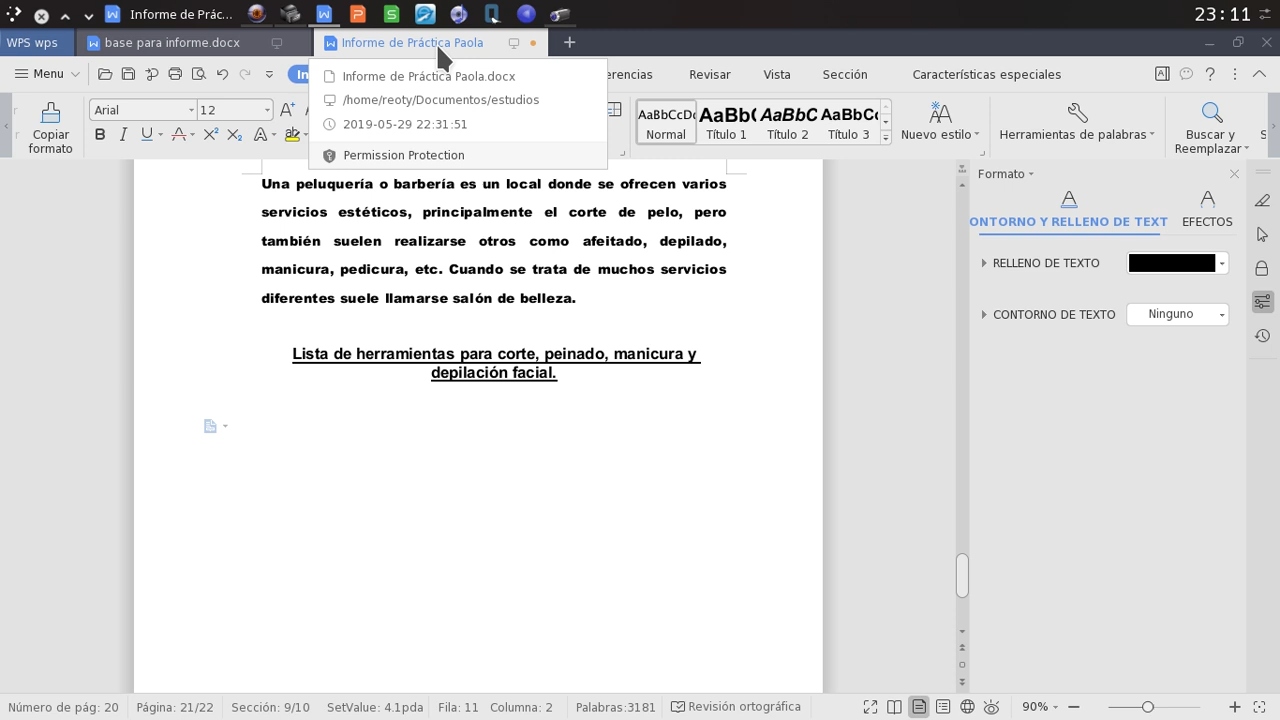 Informe de Prác...
23:11
WPS wps
base para informe.docx
Informe de Práctica Paola
Menu
In
erencias
Revisar
Vista
Sección
Características especiales
Informe de Práctica Paola.docx
/home/reoty/Documentos/estudios
2019-05-29 22:31:51
Permission Protection
Copiar
formato
Arial
12
AaBbCcDc
Normal
AaBb(
Título 1
AaBbC
Título 2
AaBbCc
Título 3
Nuevo estilo
Herramientas de palabras
Buscar y
Reemplazar
S
Una peluquería o barbería es un local donde se ofrecen varios
servicios estéticos, principalmente el corte de pelo, pero
también suelen realizarse otros como afeitado, depilado,
manicura, pedicura, etc. Cuando se trata de muchos servicios
diferentes suele llamarse salón de belleza.
Lista de herramientas para corte, peinado, manicura y
depilación facial.
Formato
ONTORNO Y RELLENO DE TEXT
EFECTOS
RELLENO DE TEXTO
CONTORNO DE TEXTO
Ninguno
Número de pág: 20
Página: 21/22
Sección: 9/10
SetValue: 4.1pda
Fila: 11
Columna: 2
Palabras:3181
Revisión ortográfica
90%